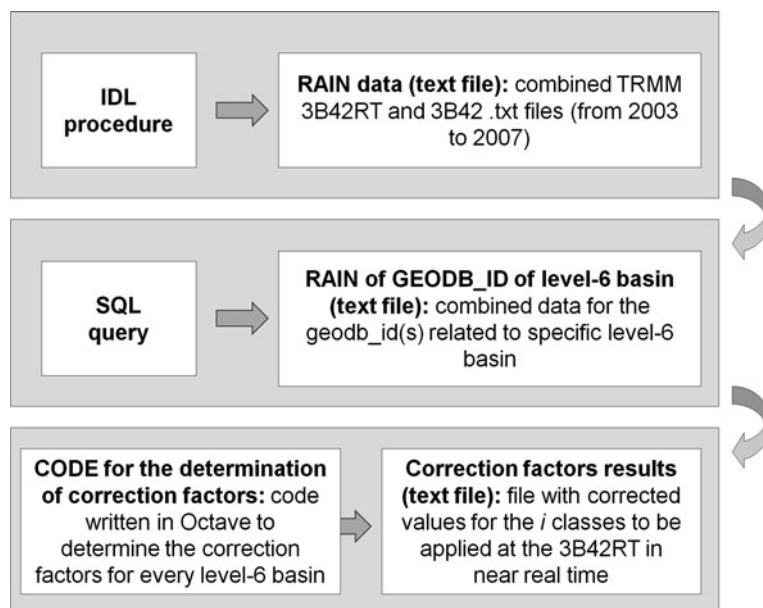 IDL
procedure
RAIN data (text file): combined TRMM
3B42RT and 3B42 .txt files (from 2003
to 2007)
SQL
query
RAIN of GEODB_ID of level-6 basin
(text file): combined data for the
geodb_id(s) related to specific level-6
basin
CODE for the determination
of correction factors: code
written in Octave to
determine the correction
factors for every level-6 basin
Correction factors results
(text file): file with corrected
values for the i classes to be
applied at the 3B42RT in
near real time